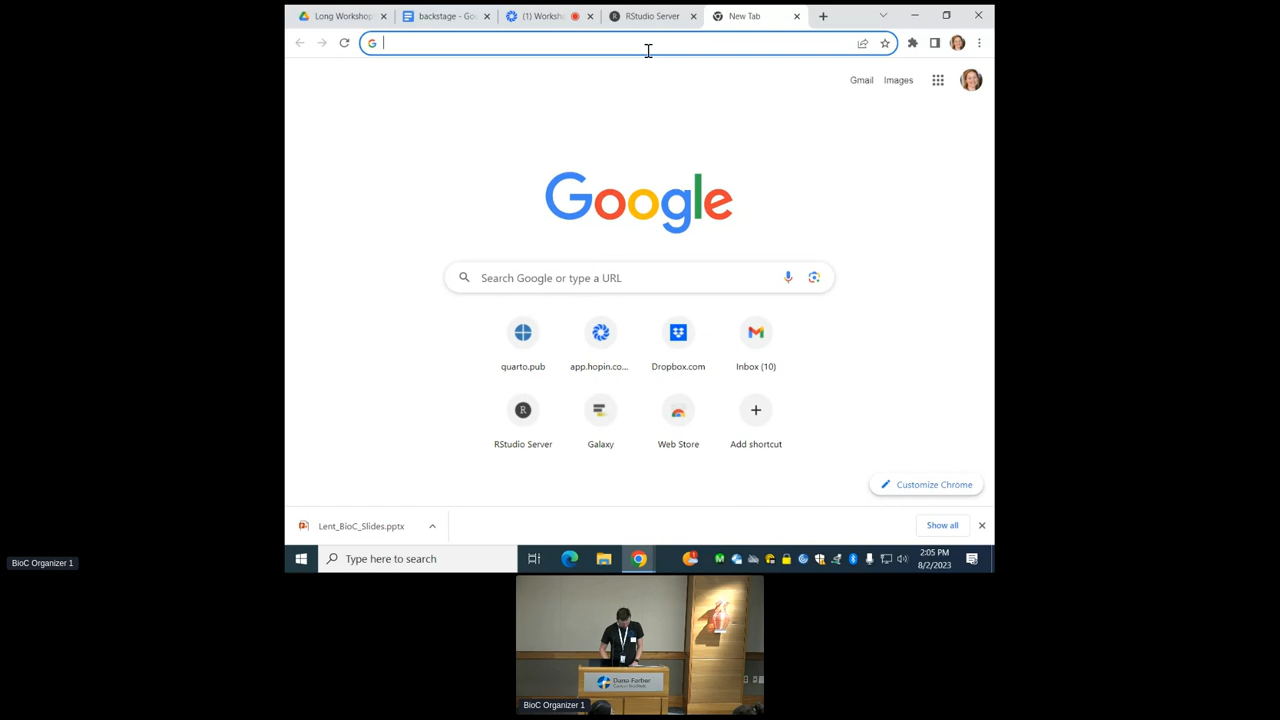 Long Workshop
backstage - Goo
(1) Worksh
RStudio Server
New Tab
Gmail
Images
Google
Search Google or type a URL
quarto.pub
app.hopin.co...
Dropbox.com
Inbox (10)
R
RStudio Server
Galaxy
Web Store
Add shortcut
Customize Chrome
Lent_BioC_Slides.pptx
Show all
Type here to search
2:05 PM
8/2/2023
BioC Organizer 1
Dana Farber
BioC Organizer 1